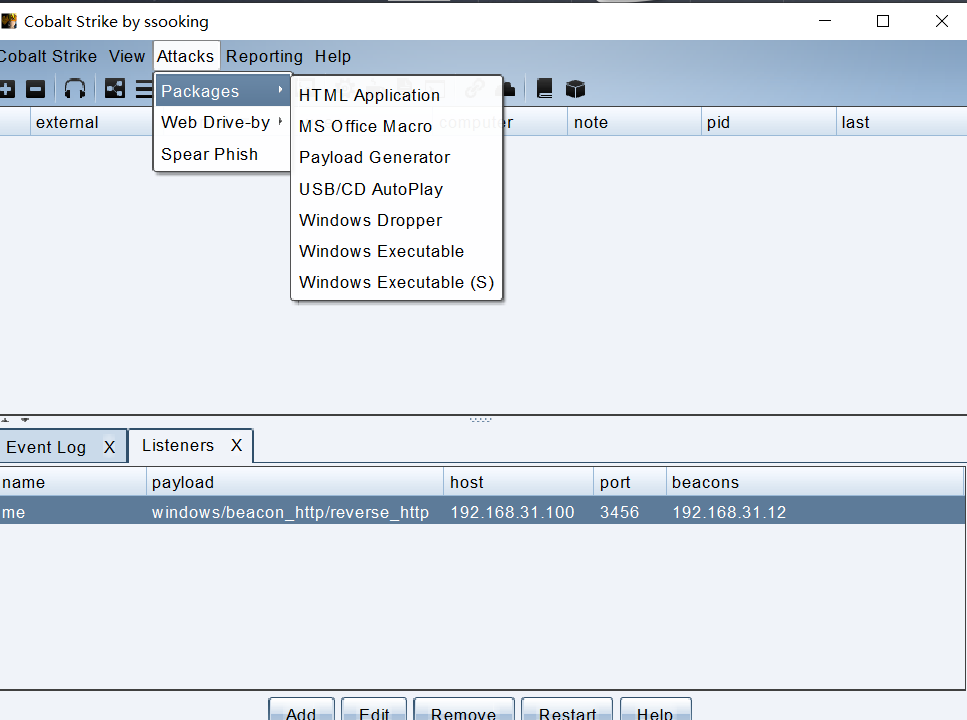 Cobalt Strike by ssooking
Cobalt Strike View Attacks Reporting Help
Packages
Web Drive-by
Spear Phish
HTML Application
MS Office Macro
Payload Generator
USB/CD AutoPlay
Windows Dropper
Windows Executable
Windows Executable (S)
external computer note pid last
Event Log X Listeners X
name payload host port beacons
me windows/beacon_http/reverse_http 192.168.31.100 3456 192.168.31.12
Add Edit Remove Restart Help